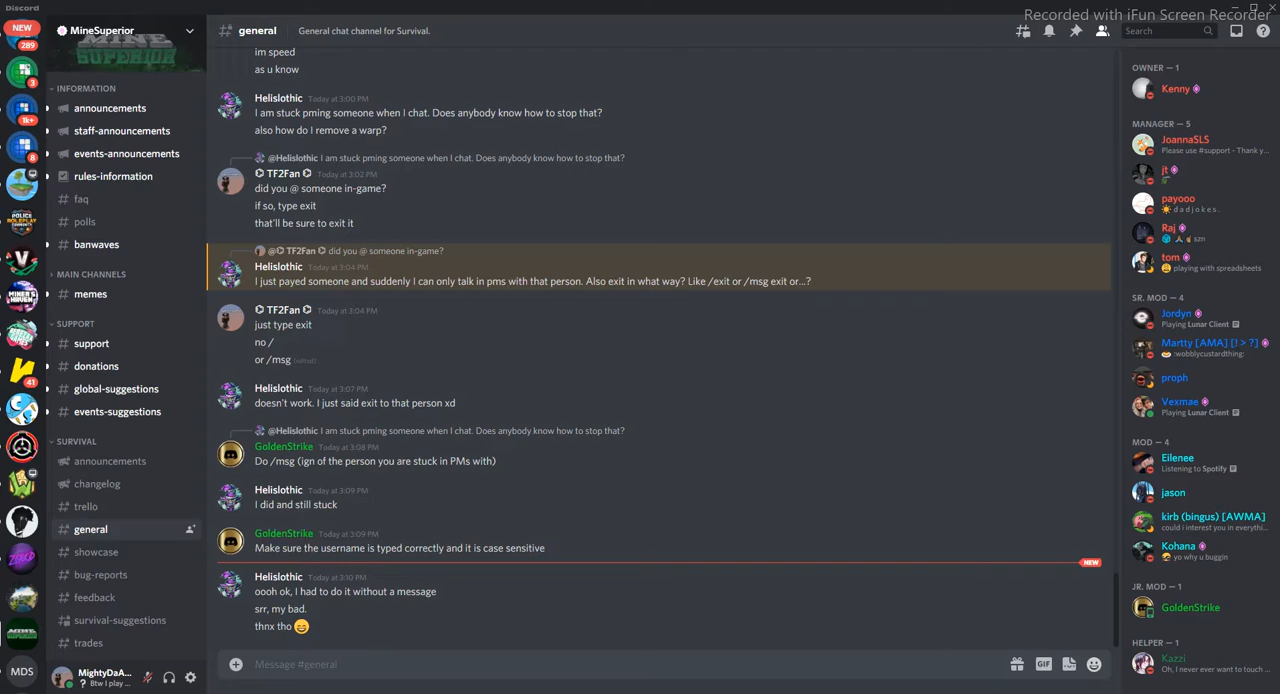 Discord
Recorded with iFun Screen Recorder
NEW
289
3
1k+
8
41
MDS
MineSuperior
MINE
SUPERIOR
INFORMATION
announcements
staff-announcements
events-announcements
rules-information
faq
polls
banwaves
MAIN CHANNELS
memes
SUPPORT
support
donations
global-suggestions
events-suggestions
SURVIVAL
announcements
changelog
trello
general
showcase
bug-reports
feedback
survival-suggestions
trades
MightyDaA...
Btw I play ...
general
General chat channel for Survival.
Search
im speed
as u know
Helislothic Today at 3:00 PM
I am stuck pming someone when I chat. Does anybody know how to stop that?
also how do I remove a warp?
@Helislothic I am stuck pming someone when I chat. Does anybody know how to stop that?
TF2Fan Today at 3:02 PM
did you @ someone in-game?
if so, type exit
that'll be sure to exit it
@ TF2Fan did you @ someone in-game?
Helislothic Today at 3:04 PM
I just payed someone and suddenly I can only talk in pms with that person. Also exit in what way? Like /exit or /msg exit or...?
TF2Fan Today at 3:04 PM
just type exit
no /
or /msg (edited)
Helislothic Today at 3:07 PM
doesn't work. I just said exit to that person xd
@Helislothic I am stuck pming someone when I chat. Does anybody know how to stop that?
GoldenStrike Today at 3:08 PM
Do /msg (ign of the person you are stuck in PMs with)
Helislothic Today at 3:09 PM
I did and still stuck
GoldenStrike Today at 3:09 PM
Make sure the username is typed correctly and it is case sensitive
NEW
Helislothic Today at 3:10 PM
oooh ok, I had to do it without a message
srr, my bad.
thnx tho 😄
Message #general
GIF
OWNER — 1
Kenny
MANAGER — 5
JoannaSLS
Please use #support - Thank y...
jt
payooo
d a d j o k e s .
Raj
szn
tom
playing with spreadsheets
SR. MOD — 4
Jordyn
Playing Lunar Client
Martty [AMA] [! > ?]
:wobblycustardthing:
proph
Vexmae
Playing Lunar Client
MOD — 4
Eilenee
Listening to Spotify
jason
kirb (bingus) [AWMA]
could i interest you in everythi...
Kohana
yo why u buggin
JR. MOD — 1
GoldenStrike
HELPER — 1
Kazzi
Oh, I never ever want to touch ...